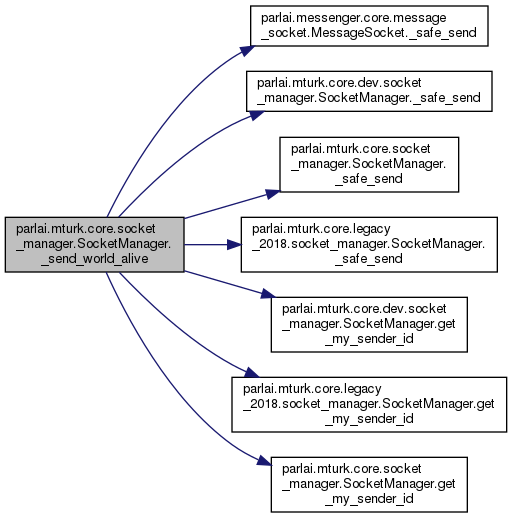 parlai.messenger.core.message
_socket.MessageSocket._safe_send
parlai.mturk.core.dev.socket
_manager.SocketManager._safe_send
parlai.mturk.core.socket
_manager.SocketManager.
_safe_send
parlai.mturk.core.socket
_manager.SocketManager.
_send_world_alive
parlai.mturk.core.legacy
_2018.socket_manager.SocketManager.
_safe_send
parlai.mturk.core.dev.socket
_manager.SocketManager.get
_my_sender_id
parlai.mturk.core.legacy
_2018.socket_manager.SocketManager.get
_my_sender_id
parlai.mturk.core.socket
_manager.SocketManager.get
_my_sender_id